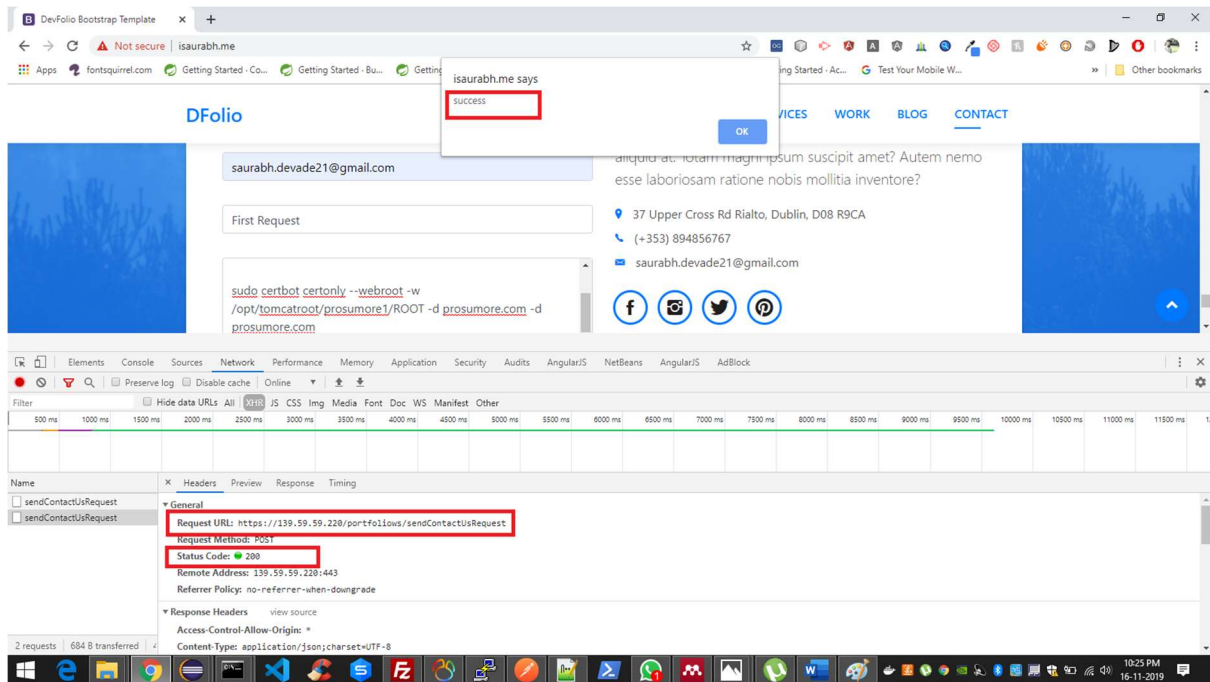 DevFolio Bootstrap Template
Not secure | isaurabh.me
Apps fontsquirrel.com Getting Started · Co... Getting Started · Bu... Getting ing Started · Ac... Test Your Mobile W... » Other bookmarks
isaurabh.me says
success
OK
DFolio
VICES WORK BLOG CONTACT
aliquid at. Totam magni ipsum suscipit amet? Autem nemo
esse laboriosam ratione nobis mollitia inventore?
saurabh.devade21@gmail.com
First Request
sudo certbot certonly --webroot -w
/opt/tomcatroot/prosumore1/ROOT -d prosumore.com -d
prosumore.com
37 Upper Cross Rd Rialto, Dublin, D08 R9CA
(+353) 894856767
saurabh.devade21@gmail.com
Elements Console Sources Network Performance Memory Application Security Audits AngularJS NetBeans AngularJS AdBlock
Preserve log Disable cache Online
Filter Hide data URLs All XHR JS CSS Img Media Font Doc WS Manifest Other
500 ms 1000 ms 1500 ms 2000 ms 2500 ms 3000 ms 3500 ms 4000 ms 4500 ms 5000 ms 5500 ms 6000 ms 6500 ms 7000 ms 7500 ms 8000 ms 8500 ms 9000 ms 9500 ms 10000 ms 10500 ms 11000 ms 11500 ms
Name
sendContactUsRequest
sendContactUsRequest
Headers Preview Response Timing
General
Request URL: https://139.59.59.220/portfoliows/sendContactUsRequest
Request Method: POST
Status Code: 200
Remote Address: 139.59.59.220:443
Referrer Policy: no-referrer-when-downgrade
Response Headers view source
Access-Control-Allow-Origin: *
Content-Type: application/json;charset=UTF-8
2 requests | 684 B transferred
10:25 PM
16-11-2019